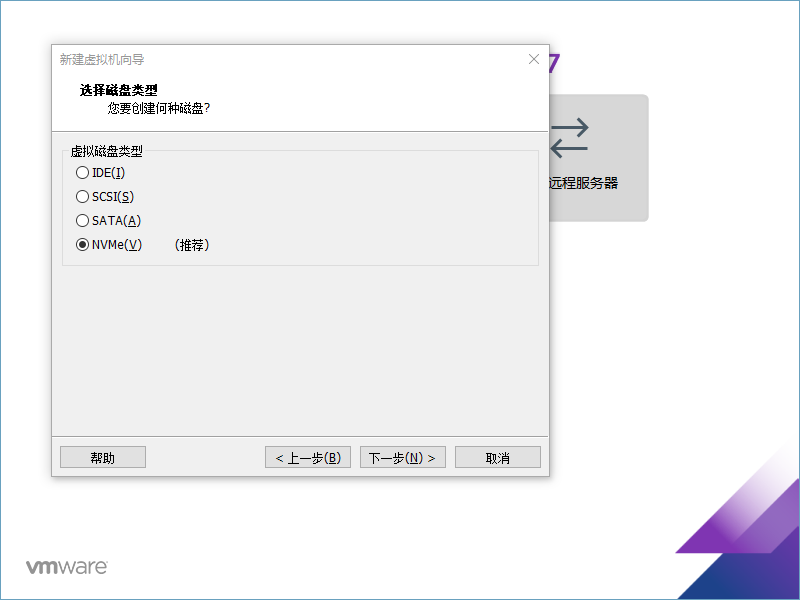 新建虚拟机向导
7
选择磁盘类型
您要创建何种磁盘?
虚拟磁盘类型
IDE(I)
SCSI(S)
SATA(A)
NVMe(V) (推荐)
远程服务器
帮助
< 上一步(B)
下一步(N) >
取消
vmware